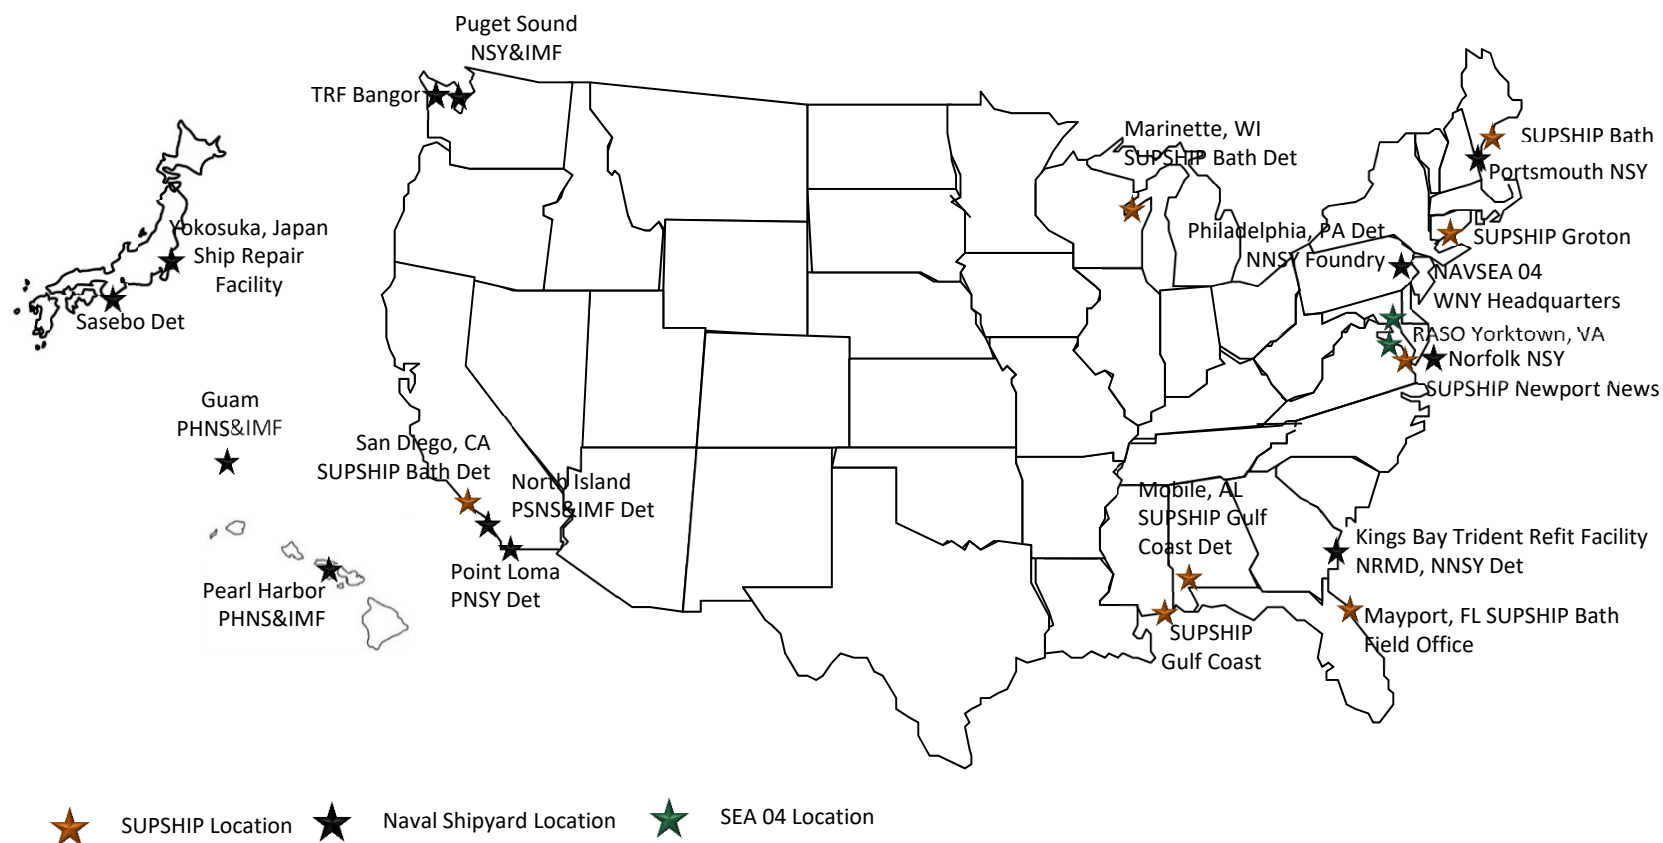 Puget Sound
NSY&IMF
TRF Bangor
Yokosuka, Japan
Ship Repair
Facility
Sasebo Det
Guam
PHNS&IMF
Pearl Harbor
PHNS&IMF
San Diego, CA
SUPSHIP Bath Det
North Island
PSNS&IMF Det
Point Loma
PNSY Det
Marinette, WI
SUPSHIP Bath Det
SUPSHIP Bath
Portsmouth NSY
SUPSHIP Groton
Philadelphia, PA Det
NNSY Foundry
NAVSEA 04
WNY Headquarters
RASO Yorktown, VA
Norfolk NSY
SUPSHIP Newport News
Mobile, AL
SUPSHIP Gulf
Coast Det
SUPSHIP
Gulf Coast
Kings Bay Trident Refit Facility
NRMD, NNSY Det
Mayport, FL SUPSHIP Bath
Field Office
SUPSHIP Location
Naval Shipyard Location
SEA 04 Location